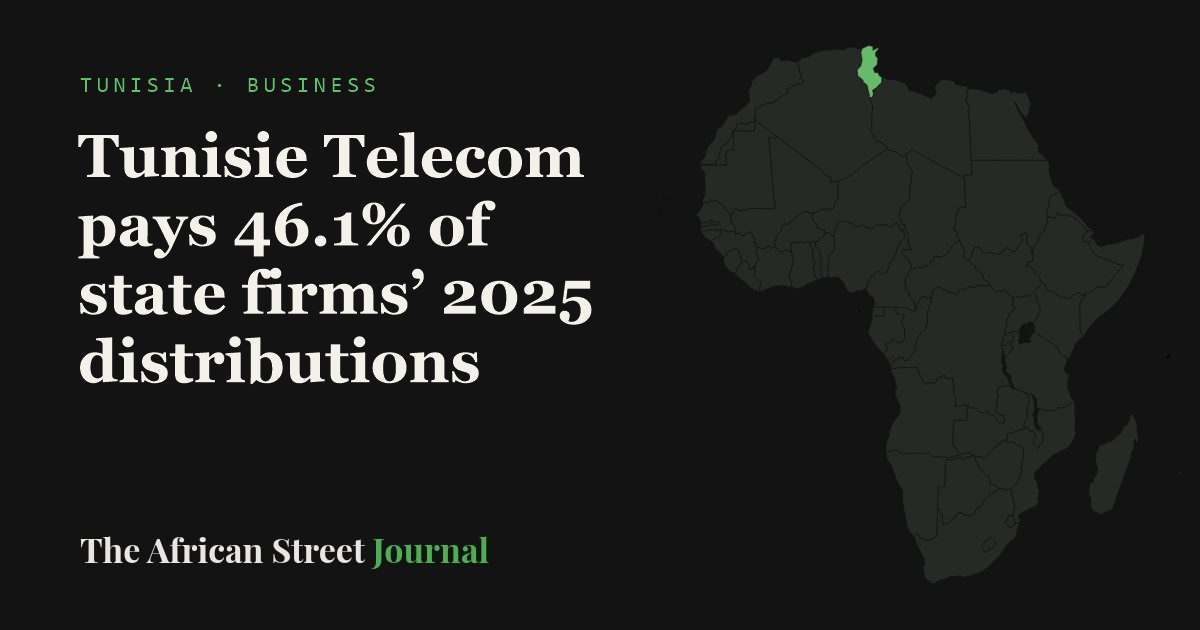 TUNISIA · BUSINESS
Tunisie Telecom
pays 46.1% of
state firms’ 2025
distributions
The African Street Journal